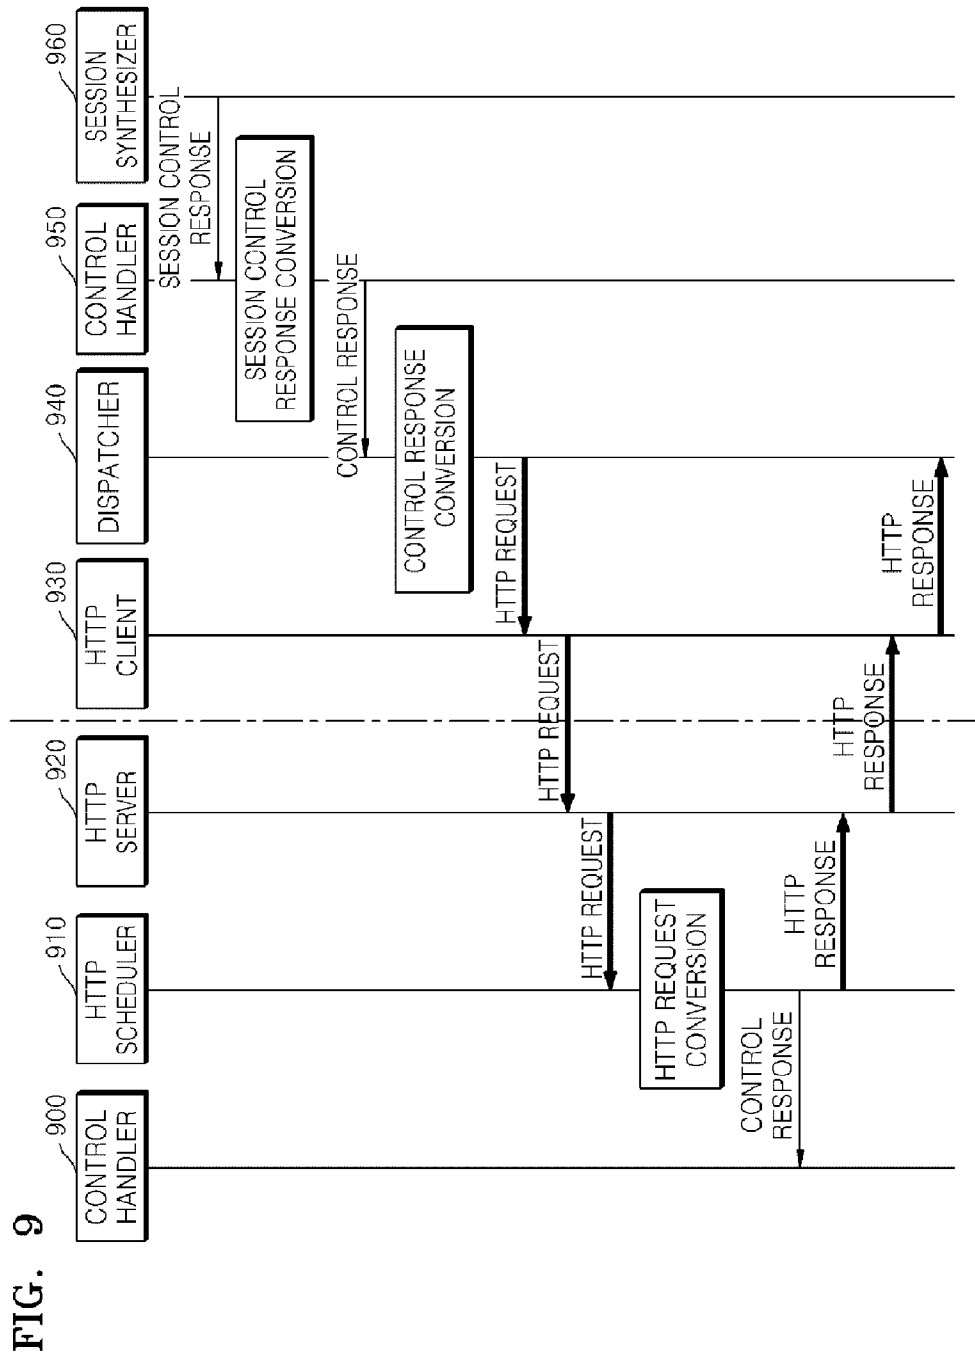 FIG. 9
900
CONTROL
HANDLER
910
HTTP
SCHEDULER
920
HTTP
SERVER
930
HTTP
CLIENT
940
DISPATCHER
950
CONTROL
HANDLER
960
SESSION
SYNTHESIZER
SESSION CONTROL
RESPONSE
SESSION CONTROL
RESPONSE CONVERSION
CONTROL RESPONSE
CONTROL RESPONSE
CONVERSION
HTTP REQUEST
HTTP REQUEST
HTTP REQUEST
HTTP REQUEST
CONVERSION
CONTROL
RESPONSE
HTTP
RESPONSE
HTTP
RESPONSE
HTTP
RESPONSE